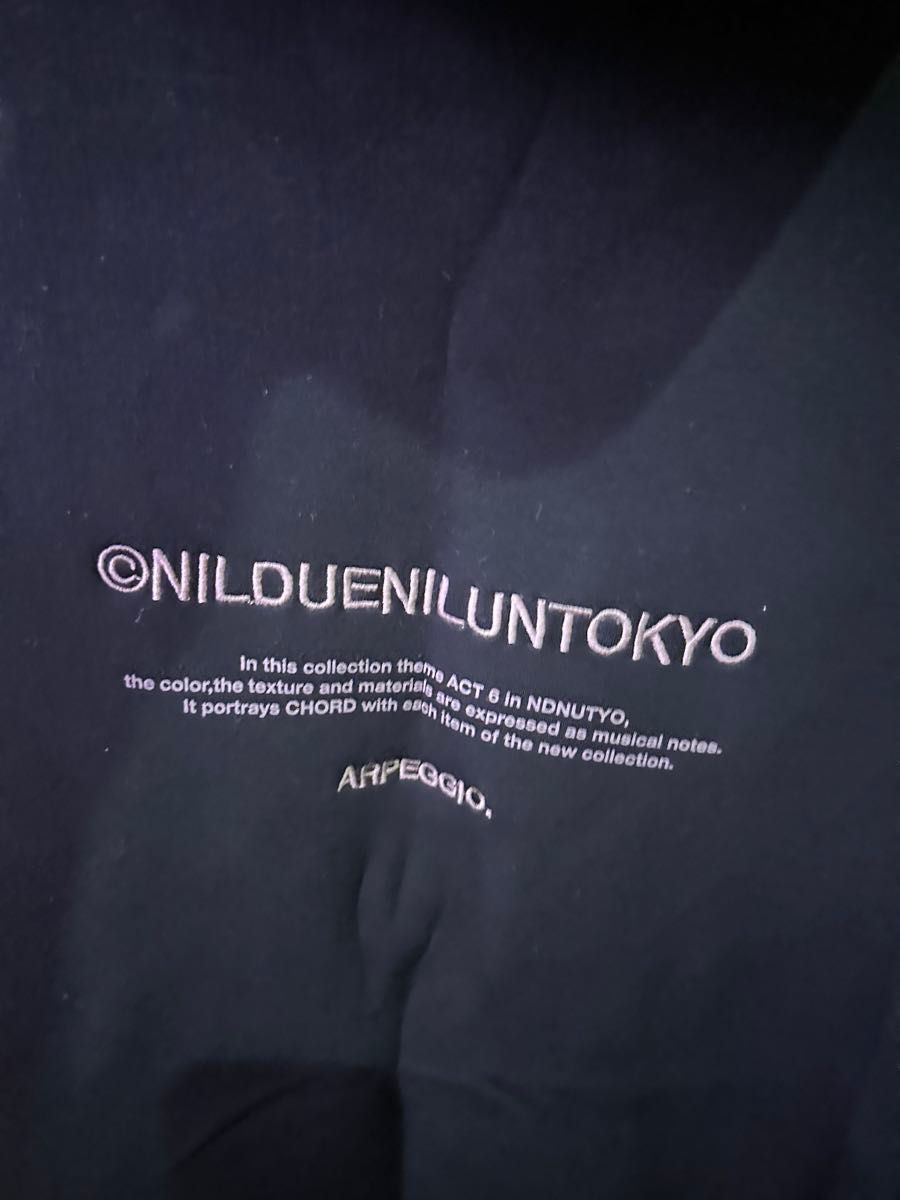 ©NILDUENILUNTOKYO
In this collection theme ACT 6 in NDNUTYO,
the color,the texture and materials are expressed as musical notes.
It portrays CHORD with each item of the new collection.
ARPEGGIO,